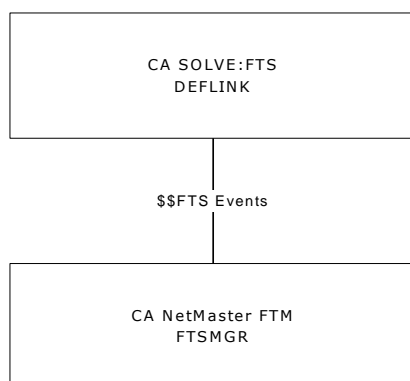 CA SOLVE:FTS
DEFLINK
$$FTS Events
CA NetMaster FTM
FTSMGR